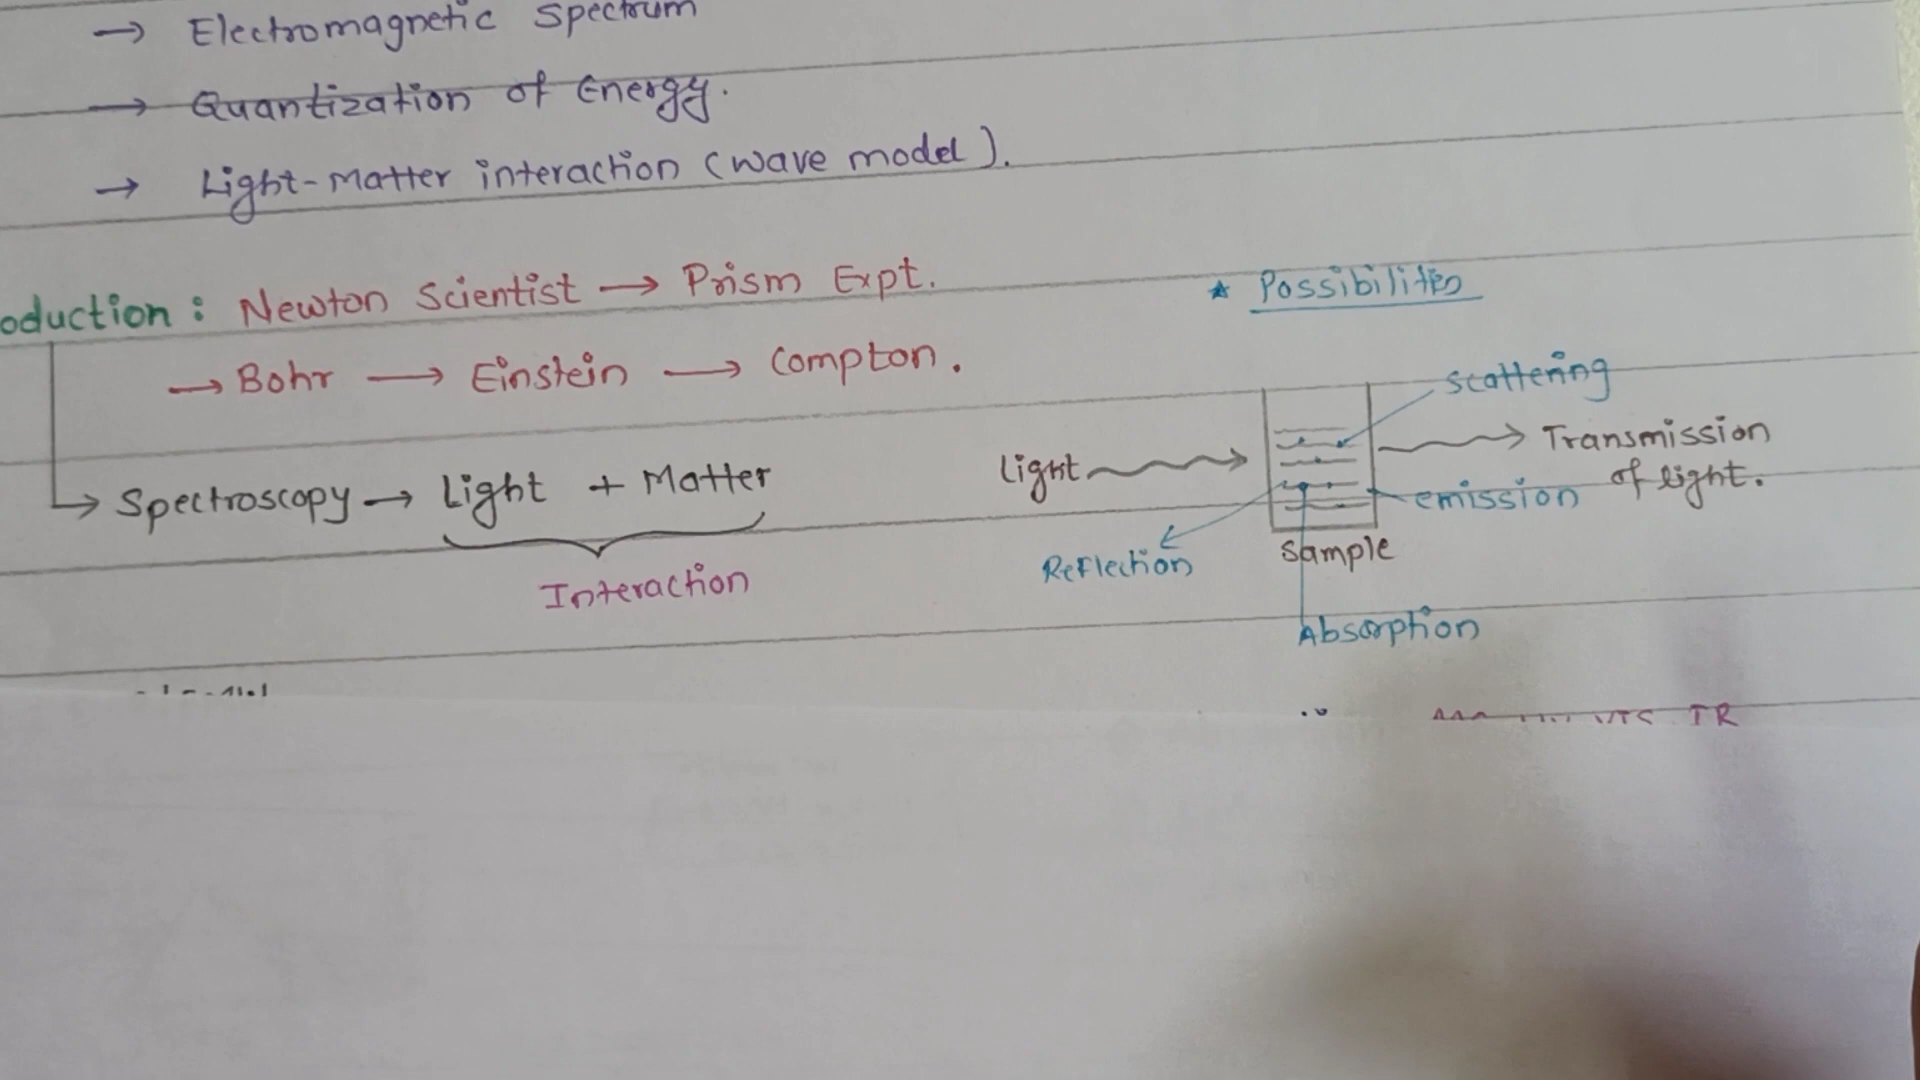 → Electromagnetic Spectrum
→ Quantization of Energy.
→ Light-Matter interaction (wave model).
oduction : Newton Scientist → Prism Expt.
→ Bohr → Einstein → Compton.
Spectroscopy → Light + Matter
Interaction
★ Possibilities
Scattering
Light
Transmission
of light.
emission
Reflection
Sample
Absorption
IR